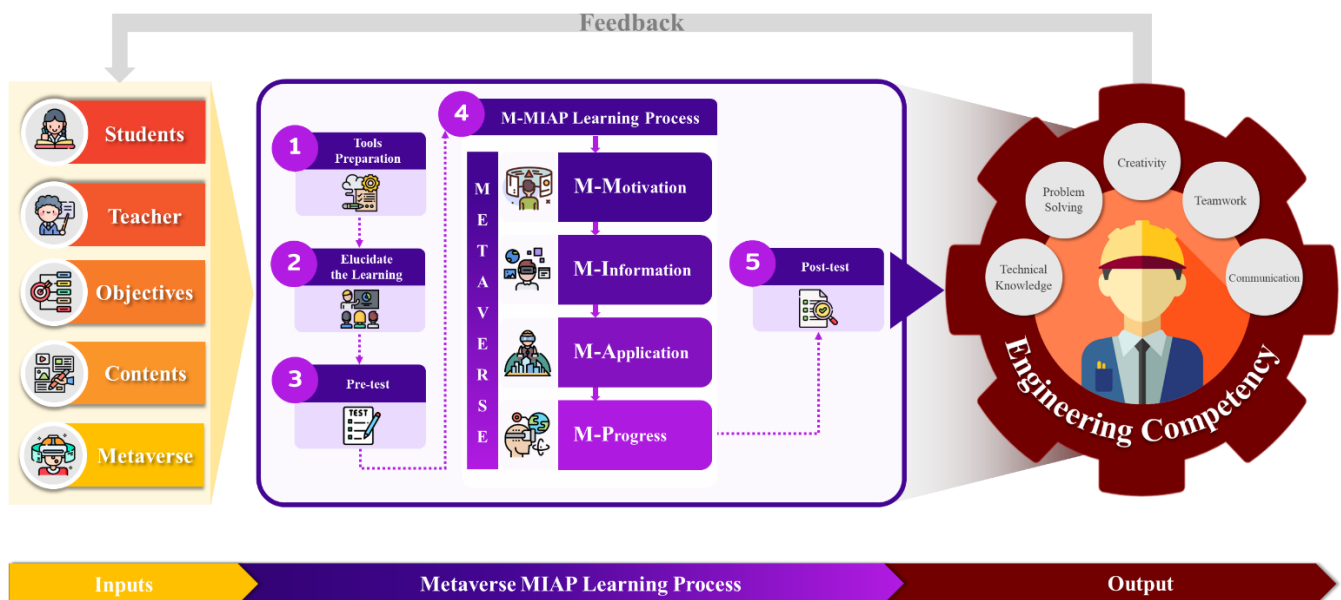 Feedback
Students
Teacher
Objectives
Contents
Metaverse
1
Tools
Preparation
2
Elucidate
the Learning
3
Pre-test
TEST
4
M-MIAP Learning Process
METAVERSE
M-Motivation
M-Information
M-Application
M-Progress
5
Post-test
Technical
Knowledge
Problem
Solving
Creativity
Teamwork
Communication
Engineering Competency
Inputs
Metaverse MIAP Learning Process
Output